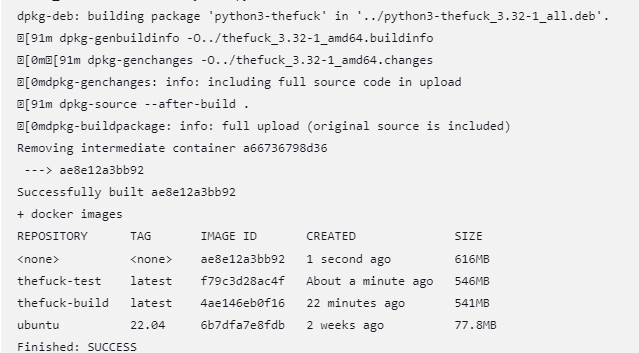 dpkg-deb: building package 'python3-thefuck' in '../python3-thefuck_3.32-1_all.deb'.
�[91m dpkg-genbuildinfo -O../thefuck_3.32-1_amd64.buildinfo
�[0m�[91m dpkg-genchanges -O../thefuck_3.32-1_amd64.changes
�[0mdpkg-genchanges: info: including full source code in upload
�[91m dpkg-source --after-build .
�[0mdpkg-buildpackage: info: full upload (original source is included)
Removing intermediate container a66736798d36
 ---> ae8e12a3bb92
Successfully built ae8e12a3bb92
+ docker images
REPOSITORY      TAG      IMAGE ID       CREATED              SIZE
<none>          <none>   ae8e12a3bb92   1 second ago         616MB
thefuck-test    latest   f79c3d28ac4f   About a minute ago   546MB
thefuck-build   latest   4ae146eb0f16   22 minutes ago       541MB
ubuntu          22.04    6b7dfa7e8fdb   2 weeks ago          77.8MB
Finished: SUCCESS